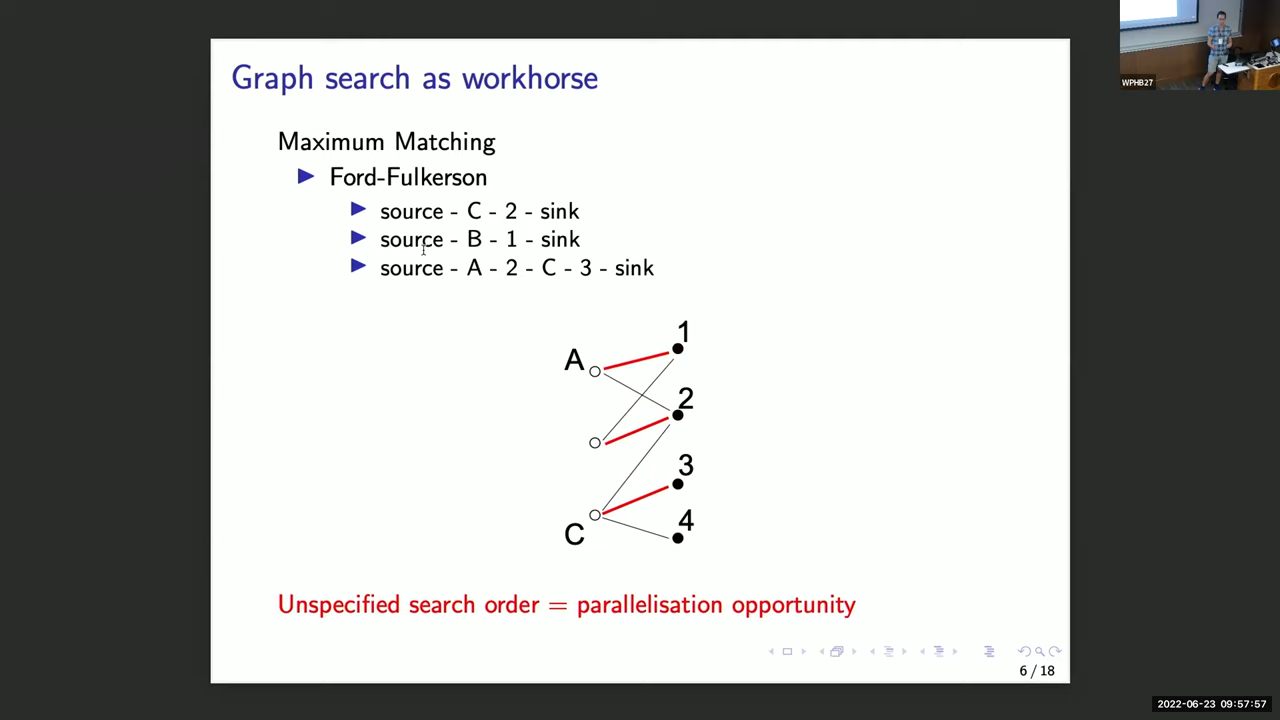 Graph search as workhorse
Maximum Matching
Ford-Fulkerson
source - C - 2 - sink
source - B - 1 - sink
source - A - 2 - C - 3 - sink
1
A
2
3
4
C
Unspecified search order = parallelisation opportunity
6 / 18
WPHB27
2022-06-23 09:57:57